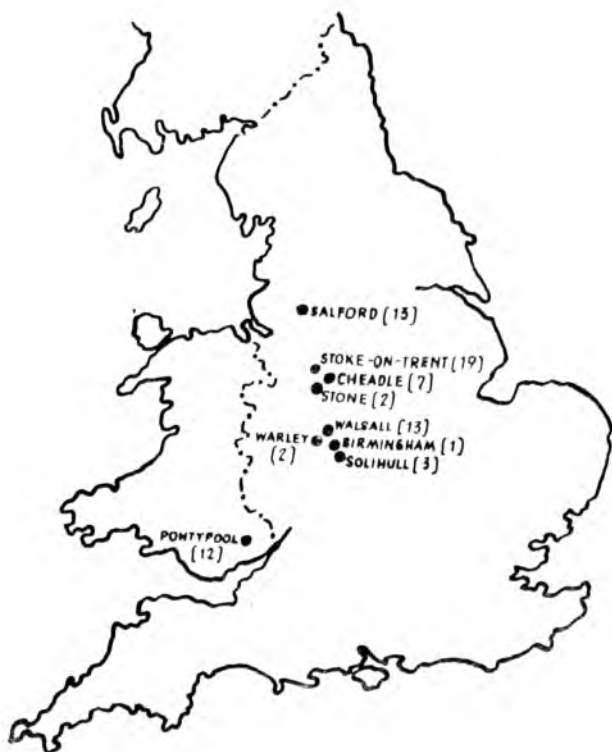 SALFORD (13)
STOKE-ON-TRENT (19)
CHEADLE (7)
STONE (2)
WALSALL (13)
WARLEY
(2)
BIRMINGHAM (1)
SOLIHULL (3)
PONTYPOOL
(12)